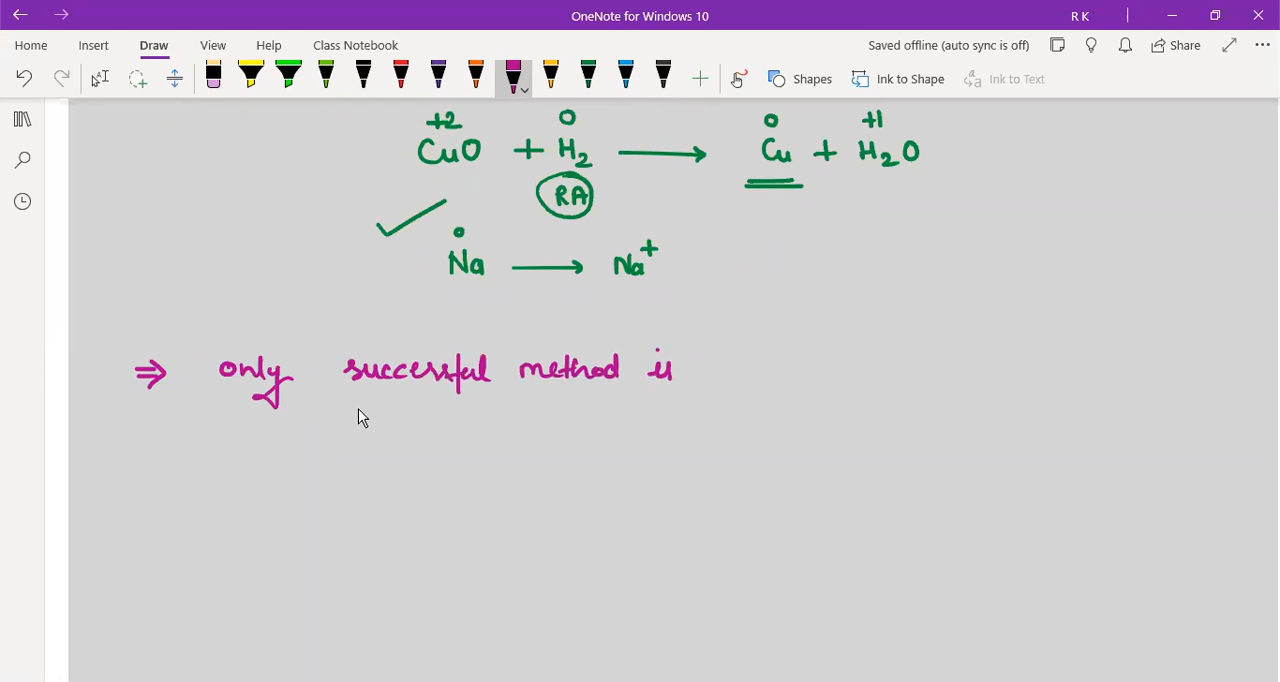 OneNote for Windows 10
R K
Home Insert Draw View Help Class Notebook
Saved offline (auto sync is off)
Share
Shapes
Ink to Shape
Ink to Text
+2 0 0 +1
CuO + H₂ ⟶ Cu + H₂O
RA
✓
0
Na ⟶ Na⁺
⇒ only successful method is